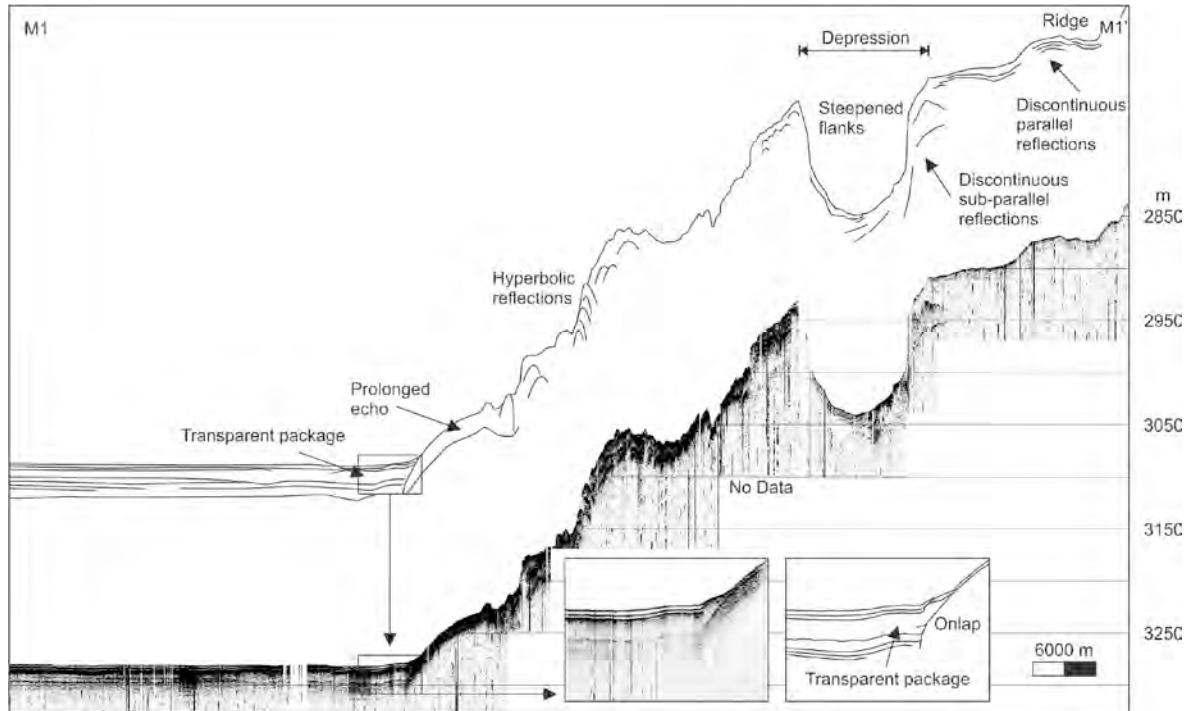 M1
Ridge
M1'
Depression
Steepened
flanks
Discontinuous
parallel
reflections
Discontinuous
sub-parallel
reflections
m
2850
Hyperbolic
reflections
2950
Prolonged
echo
3050
Transparent package
No Data
3150
Onlap
3250
6000 m
Transparent package